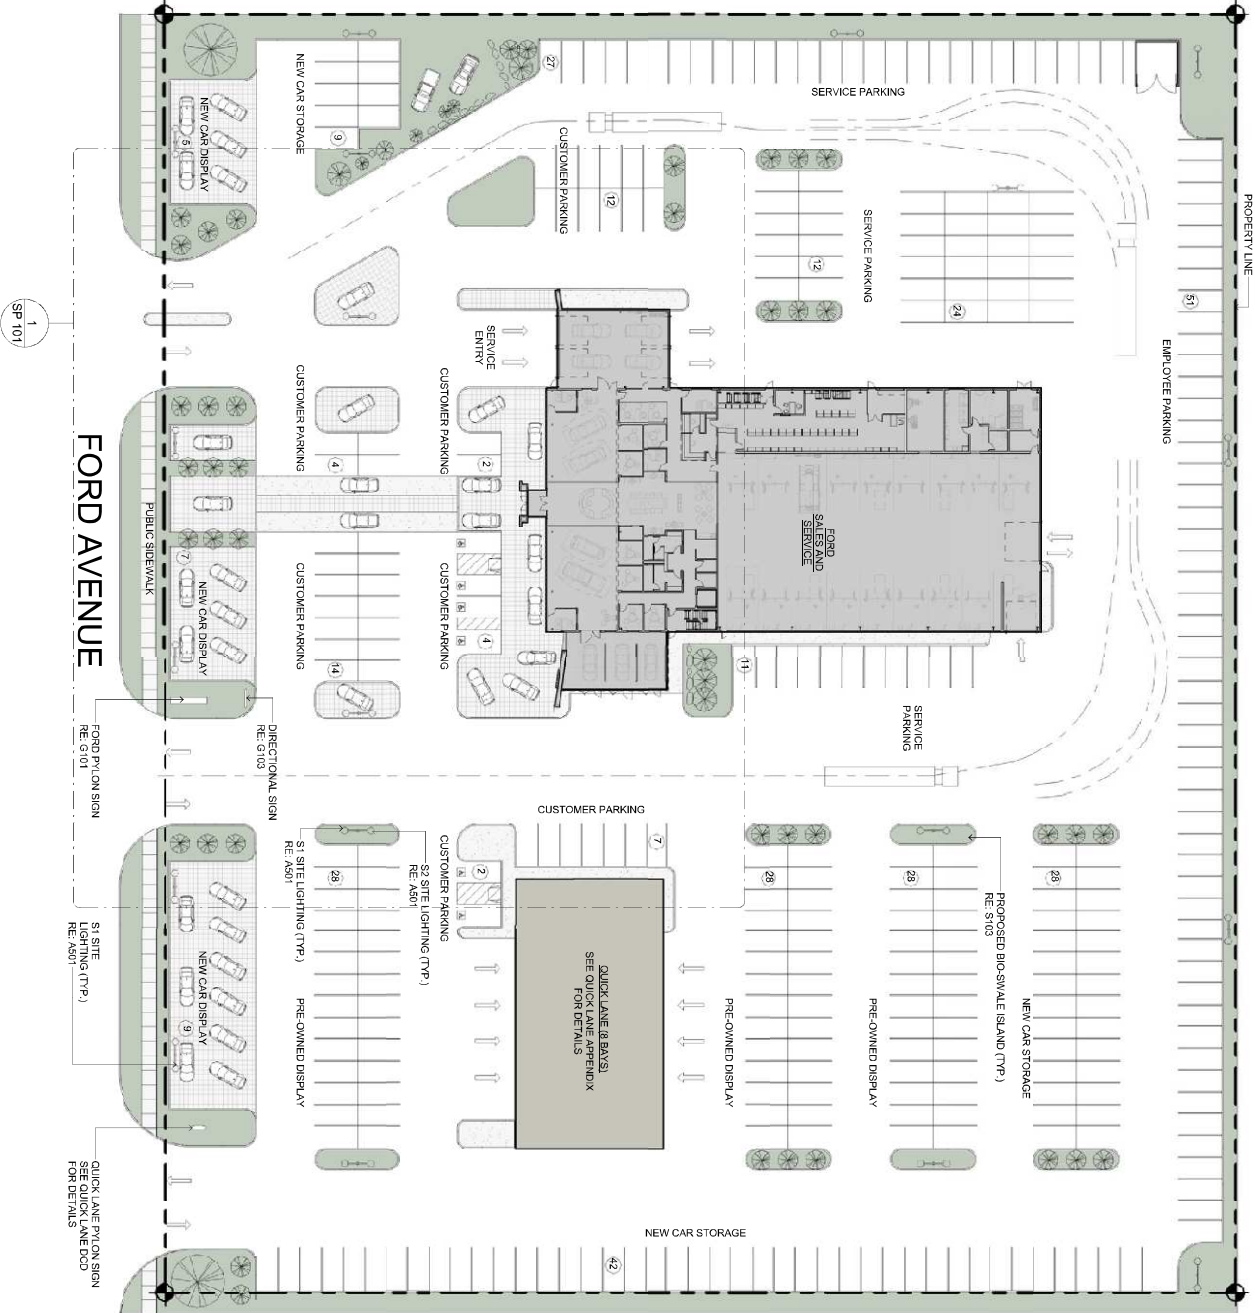 NEW CAR STORAGE
9
27
SERVICE PARKING
NEW CAR DISPLAY
5
CUSTOMER PARKING
12
SERVICE PARKING
12
24
PROPERTY LINE
51
EMPLOYEE PARKING
1
SP 101
SERVICE
ENTRY
CUSTOMER PARKING
4
CUSTOMER PARKING
2
FORD AVENUE
PUBLIC SIDEWALK
7
NEW CAR DISPLAY
CUSTOMER PARKING
14
CUSTOMER PARKING
4
FORD
SALES AND
SERVICE
11
SERVICE
PARKING
FORD PYLON SIGN
RE: G101
DIRECTIONAL SIGN
RE: G103
CUSTOMER PARKING
7
CUSTOMER PARKING
2
S1 SITE LIGHTING (TYP.)
RE: A501
S2 SITE LIGHTING (TYP.)
RE: A501
28
28
28
28
PROPOSED BIO-SWALE ISLAND (TYP.)
RE: S103
S1 SITE
LIGHTING (TYP.)
RE: A501
NEW CAR DISPLAY
9
PRE-OWNED DISPLAY
QUICK LANE (8 BAYS)
SEE QUICK LANE APPENDIX
FOR DETAILS
PRE-OWNED DISPLAY
PRE-OWNED DISPLAY
NEW CAR STORAGE
QUICK LANE PYLON SIGN
SEE QUICK LANE DCD
FOR DETAILS
NEW CAR STORAGE
42